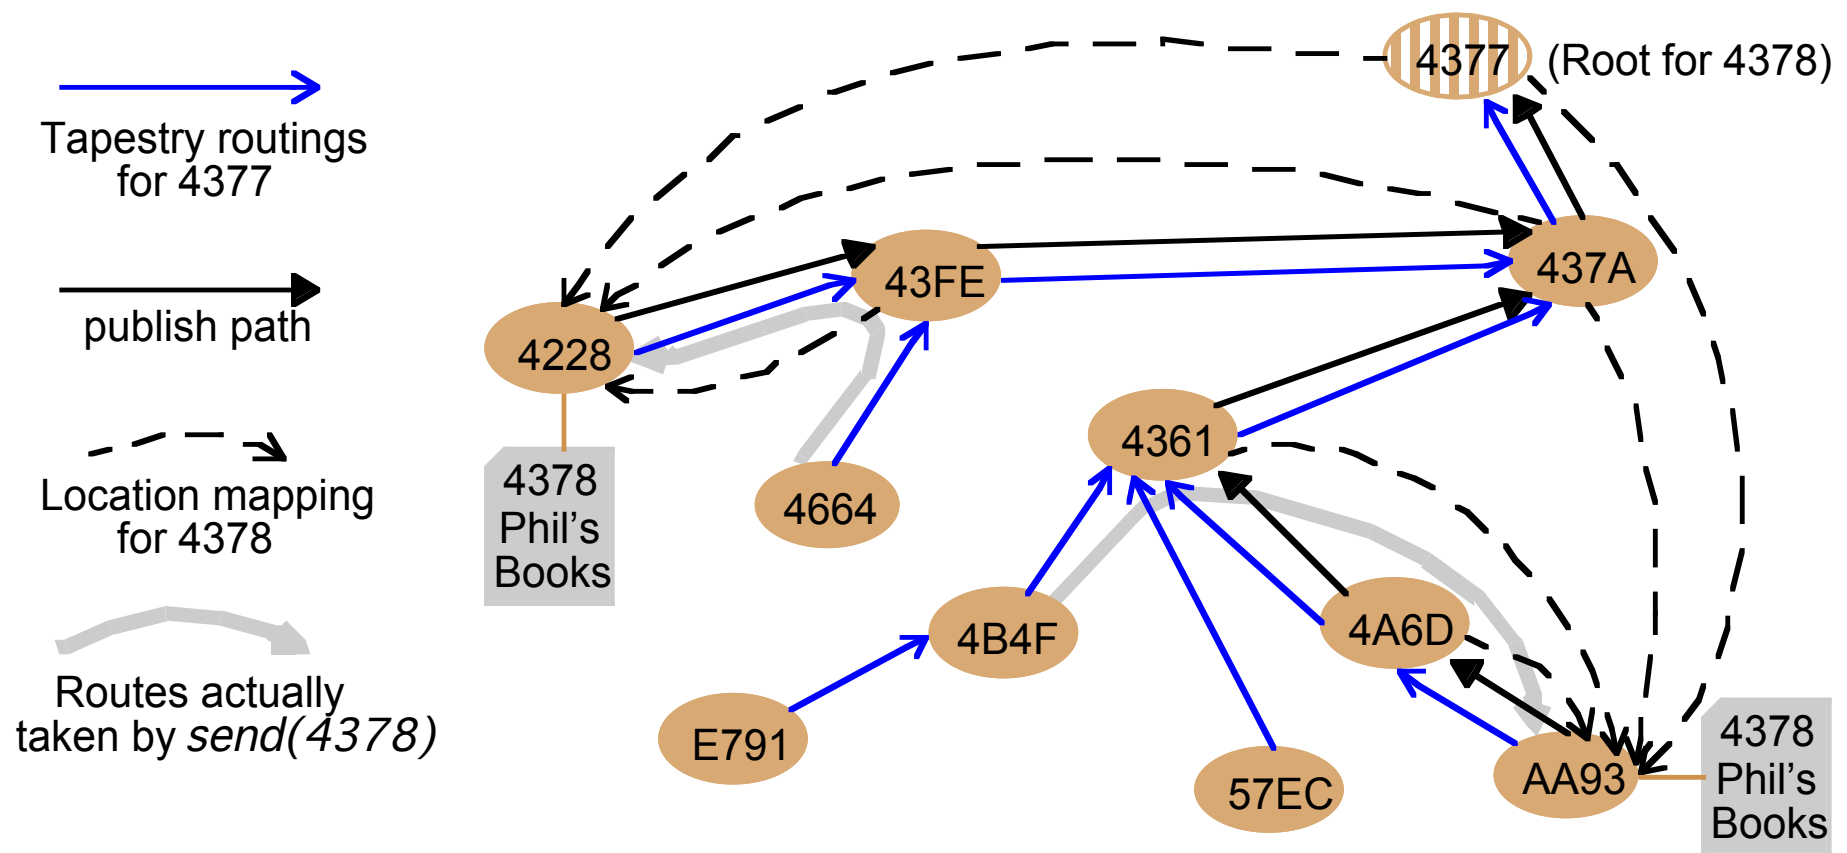 Tapestry routings
for 4377
publish path
Location mapping
for 4378
Routes actually
taken by send(4378)
4377 (Root for 4378)
43FE
437A
4228
4378
Phil's
Books
4664
4361
4B4F
4A6D
E791
57EC
AA93
4378
Phil's
Books